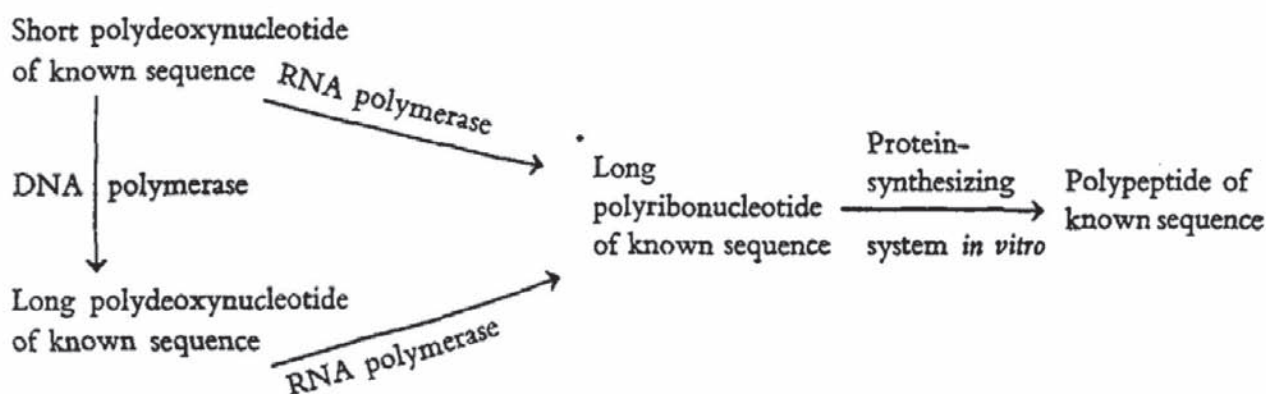 Short polydeoxynucleotide
of known sequence
RNA polymerase
DNA polymerase
Long
polyribonucleotide
of known sequence
Protein-
synthesizing
system in vitro
Polypeptide of
known sequence
Long polydeoxynucleotide
of known sequence
RNA polymerase